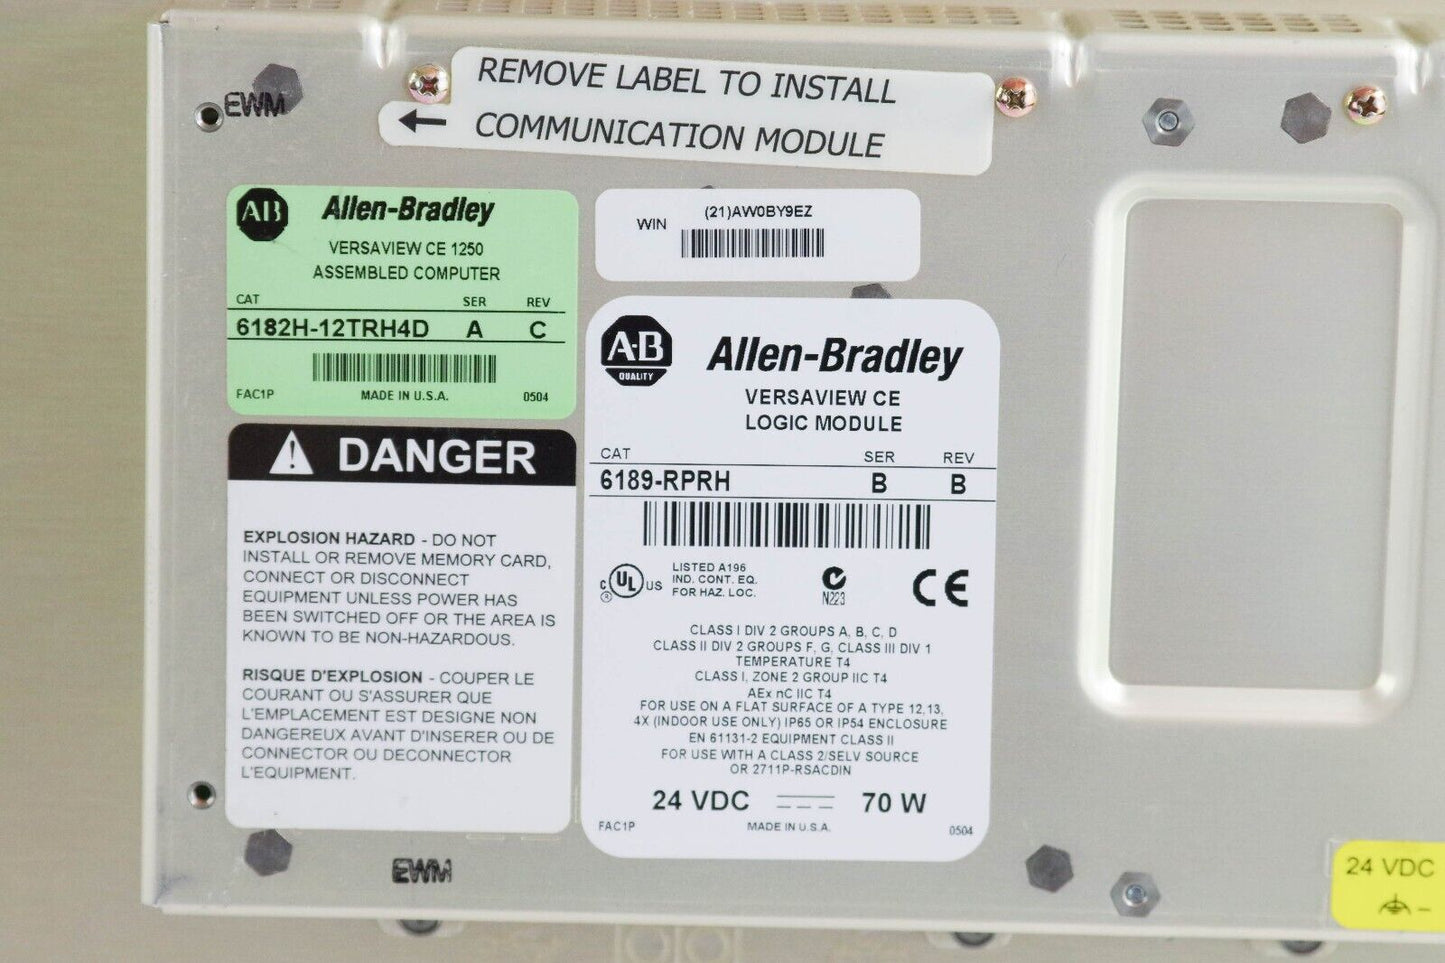 REMOVE LABEL TO INSTALL
COMMUNICATION MODULE
EWM
AB
Allen-Bradley
VERSAVIEW CE 1250
ASSEMBLED COMPUTER
CAT SER REV
6182H-12TRH4D A C
FAC1P MADE IN U.S.A. 0504
WIN (21)AW0BY9EZ
DANGER
EXPLOSION HAZARD - DO NOT
INSTALL OR REMOVE MEMORY CARD,
CONNECT OR DISCONNECT
EQUIPMENT UNLESS POWER HAS
BEEN SWITCHED OFF OR THE AREA IS
KNOWN TO BE NON-HAZARDOUS.
RISQUE D'EXPLOSION - COUPER LE
COURANT OU S'ASSURER QUE
L'EMPLACEMENT EST DESIGNE NON
DANGEREUX AVANT D'INSERER OU DE
CONNECTOR OU DECONNECTOR
L'EQUIPMENT.
A-B
QUALITY
Allen-Bradley
VERSAVIEW CE
LOGIC MODULE
CAT SER REV
6189-RPRH B B
C UL US ®
LISTED A196
IND. CONT. EQ.
FOR HAZ. LOC.
N223
CE
CLASS I DIV 2 GROUPS A, B, C, D
CLASS II DIV 2 GROUPS F, G, CLASS III DIV 1
TEMPERATURE T4
CLASS I, ZONE 2 GROUP IIC T4
AEx nC IIC T4
FOR USE ON A FLAT SURFACE OF A TYPE 12,13,
4X (INDOOR USE ONLY) IP65 OR IP54 ENCLOSURE
EN 61131-2 EQUIPMENT CLASS II
FOR USE WITH A CLASS 2/SELV SOURCE
OR 2711P-RSACDIN
24 VDC 70 W
FAC1P MADE IN U.S.A. 0504
EWM
24 VDC